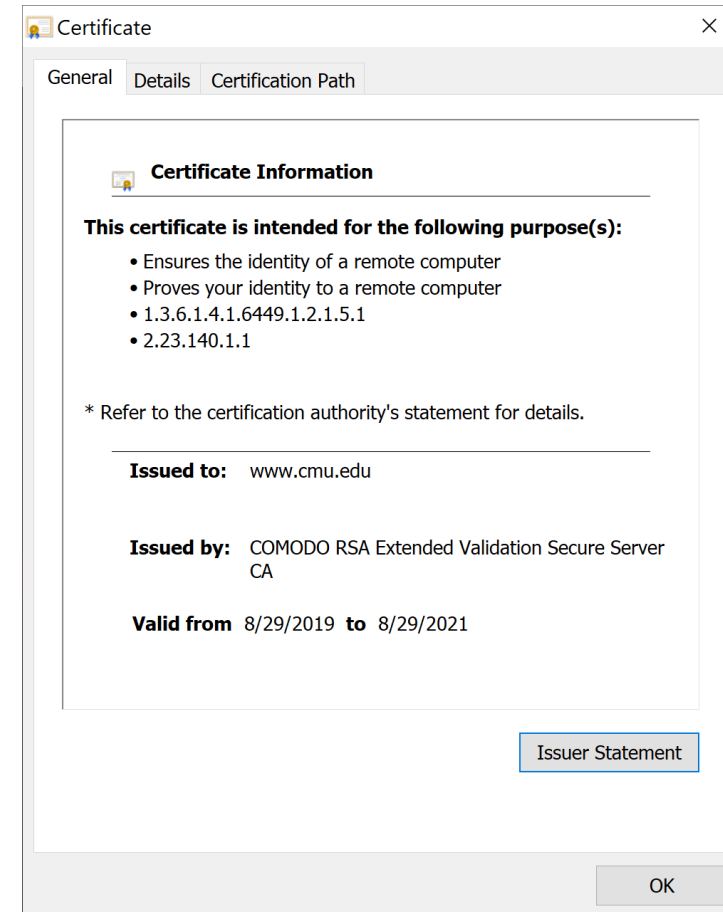 Certificate
General Details Certification Path
Certificate Information
This certificate is intended for the following purpose(s):
• Ensures the identity of a remote computer
• Proves your identity to a remote computer
• 1.3.6.1.4.1.6449.1.2.1.5.1
• 2.23.140.1.1
* Refer to the certification authority's statement for details.
Issued to: www.cmu.edu
Issued by: COMODO RSA Extended Validation Secure Server
CA
Valid from 8/29/2019 to 8/29/2021
Issuer Statement
OK